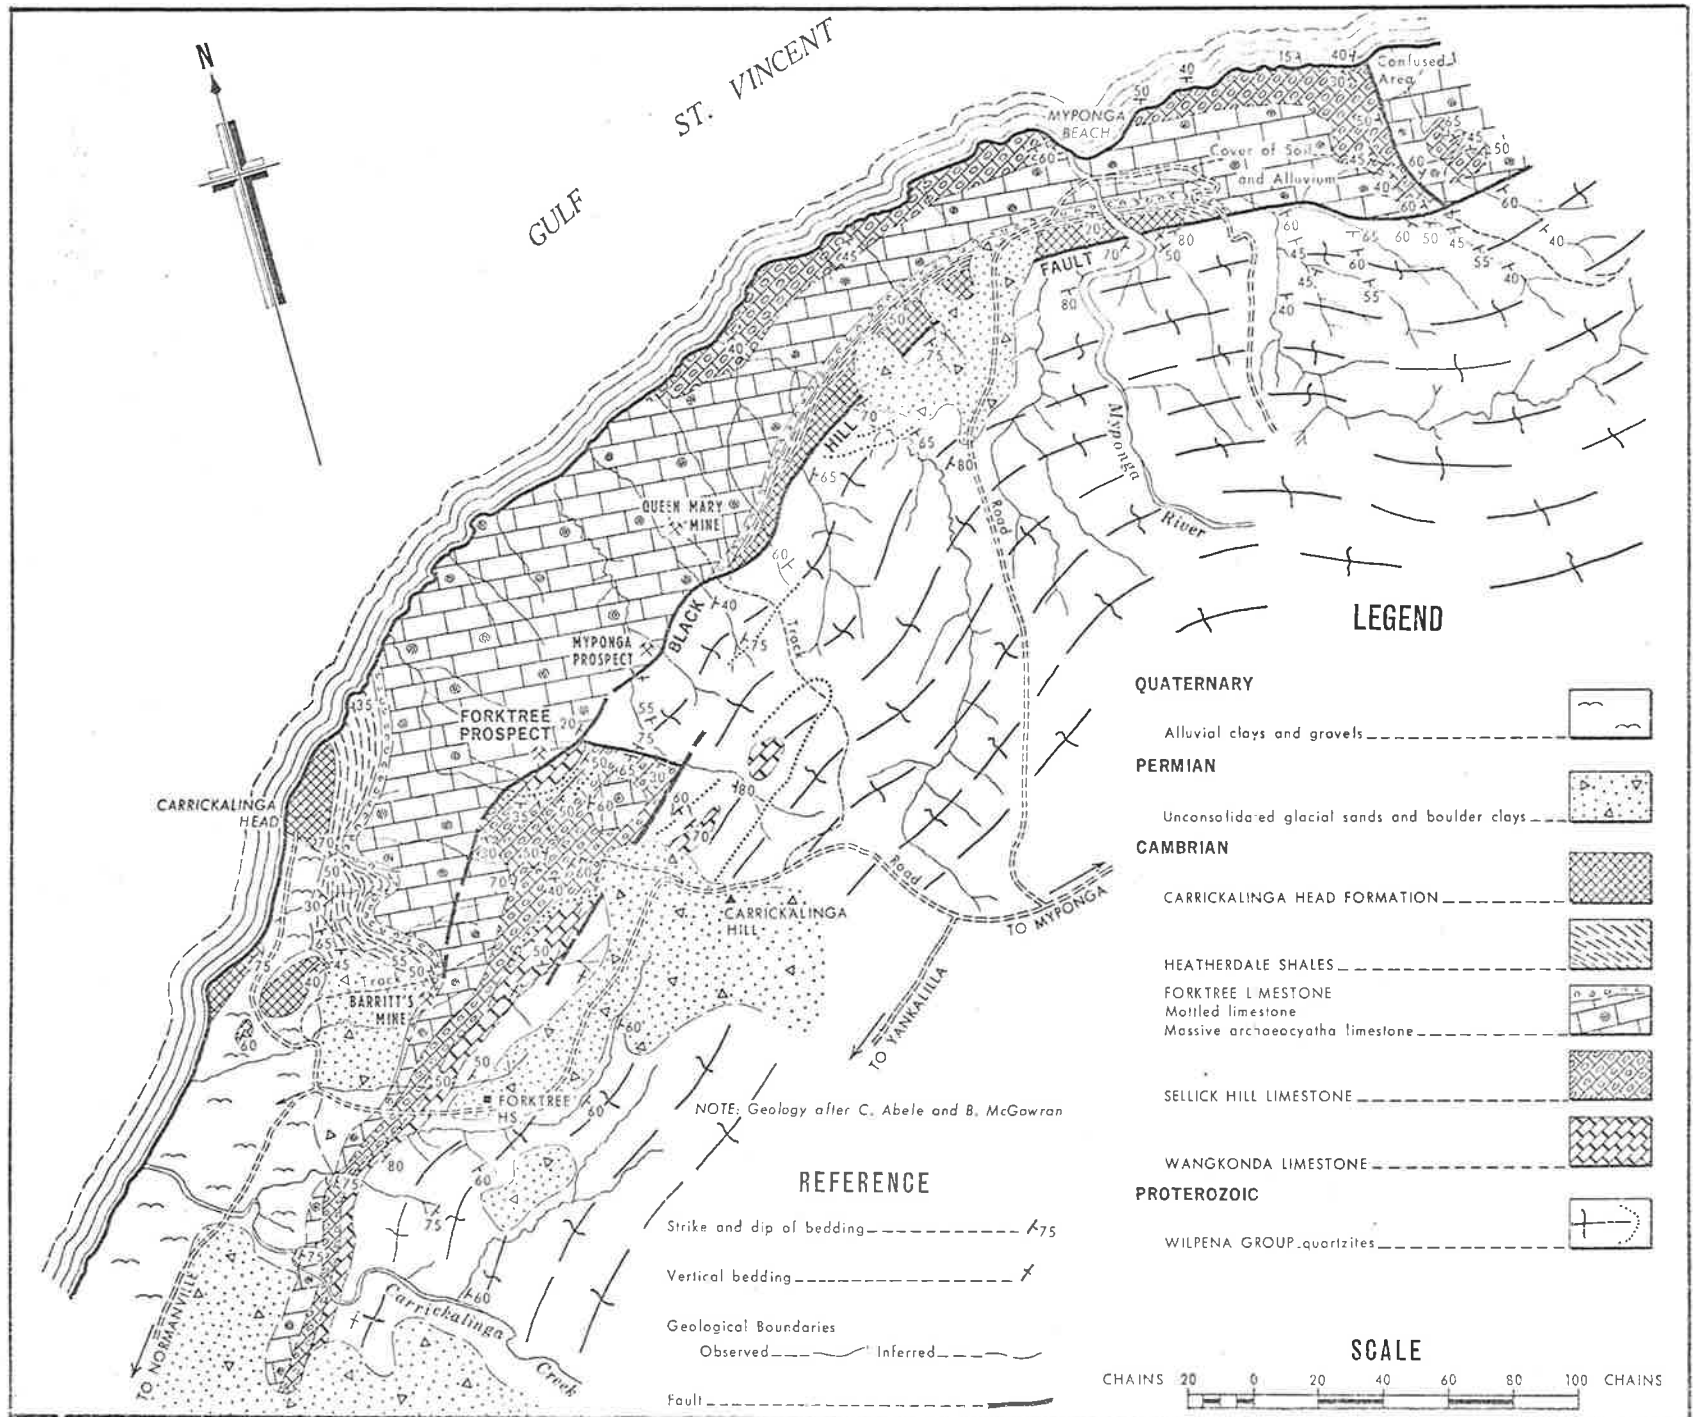 N
GULF
ST. VINCENT
MYPONGA
BEACH
Confused
Area
Cover of Soil
and Alluvium
FAULT
HILL
BLACK
Myponga
River
Road
Track
QUEEN MARY
MINE
MYPONGA
PROSPECT
FORKTREE
PROSPECT
CARRICKALINGA
HEAD
CARRICKALINGA
HILL
Road
TO MYPONGA
TO YANKALILLA
Track
BARRITT'S
MINE
FORKTREE
HS.
TO NORMANVILLE
Carrickalinga
Creek
NOTE: Geology after C. Abele and B. McGowran
LEGEND
QUATERNARY
Alluvial clays and gravels
PERMIAN
Unconsolidated glacial sands and boulder clays
CAMBRIAN
CARRICKALINGA HEAD FORMATION
HEATHERDALE SHALES
FORKTREE L MESTONE
Mottled limestone
Massive archaeocyatha limestone
SELLICK HILL LIMESTONE
WANGKONDA LIMESTONE
PROTEROZOIC
WILPENA GROUP_quartzites
REFERENCE
Strike and dip of bedding 75
Vertical bedding
Geological Boundaries
Observed Inferred
Fault
SCALE
CHAINS 20 0 20 40 60 80 100 CHAINS